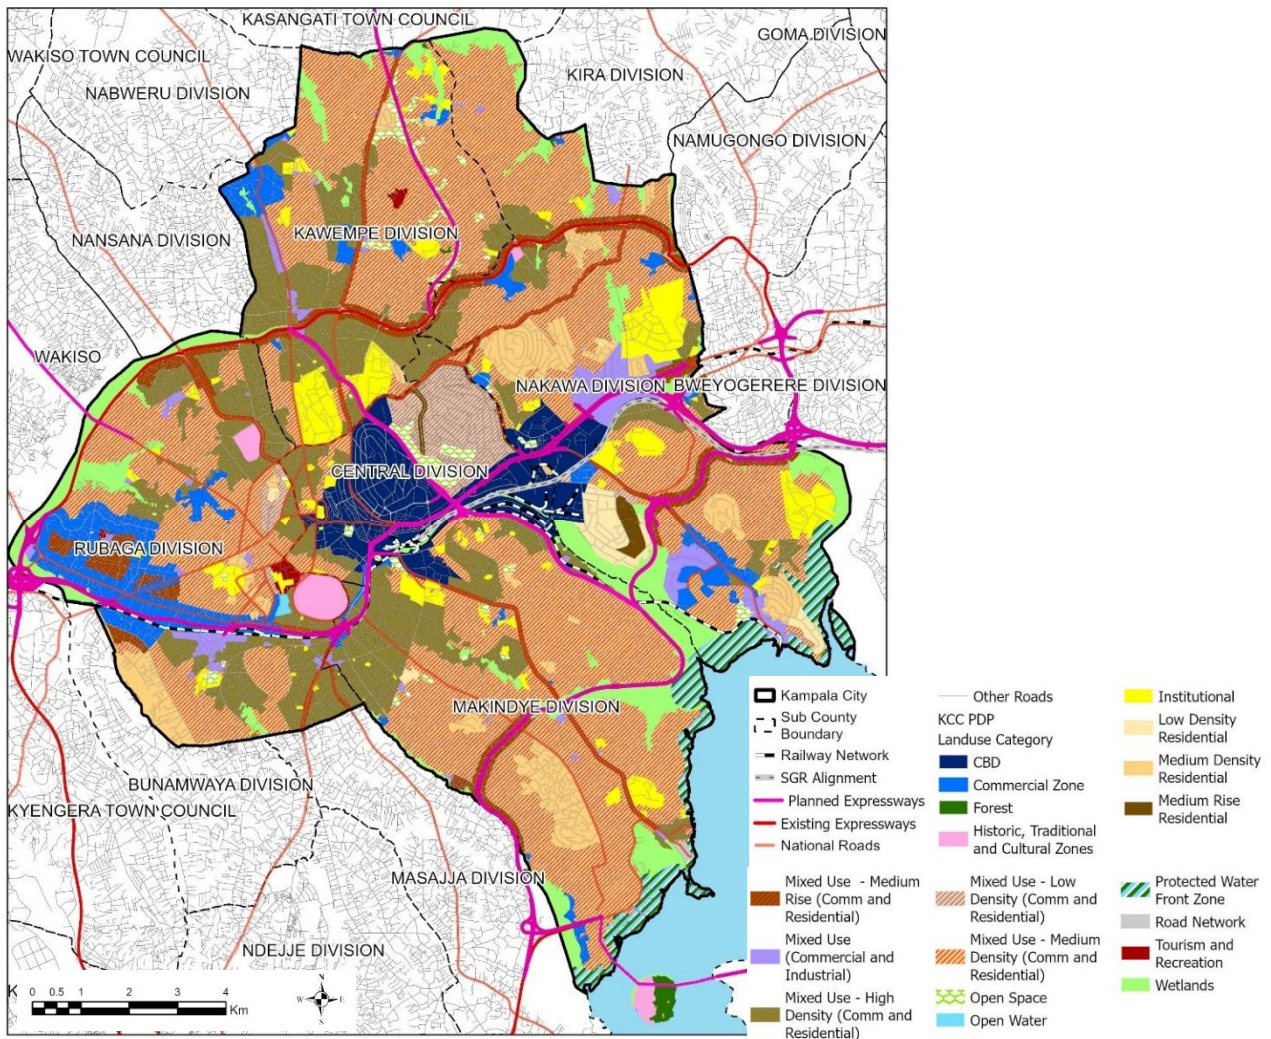 KASANGATI TOWN COUNCIL
GOMA DIVISION
WAKISO TOWN COUNCIL
KIRA DIVISION
NABWERU DIVISION
NAMUGONGO DIVISION
NANSANA DIVISION
KAWEMPE DIVISION
WAKISO
NAKAWA DIVISION
BWEYOGERERE DIVISION
CENTRAL DIVISION
RUBAGA DIVISION
MAKINDYE DIVISION
BUNAMWAYA DIVISION
KYENGERA TOWN COUNCIL
MASAJJA DIVISION
NDEJJE DIVISION
K
0 0.5 1 2 3 4
Km
N
W E
S
Kampala City
Sub County
Boundary
Railway Network
SGR Alignment
Planned Expressways
Existing Expressways
National Roads
Other Roads
KCC PDP
Landuse Category
CBD
Commercial Zone
Forest
Historic, Traditional
and Cultural Zones
Institutional
Low Density
Residential
Medium Density
Residential
Medium Rise
Residential
Mixed Use - Medium
Rise (Comm and
Residential)
Mixed Use
(Commercial and
Industrial)
Mixed Use - High
Density (Comm and
Residential)
Mixed Use - Low
Density (Comm and
Residential)
Mixed Use - Medium
Density (Comm and
Residential)
Open Space
Open Water
Protected Water
Front Zone
Road Network
Tourism and
Recreation
Wetlands